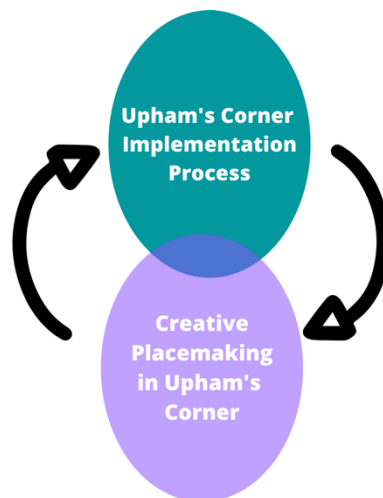 Upham's Corner
Implementation
Process
Creative
Placemaking
in Upham's
Corner